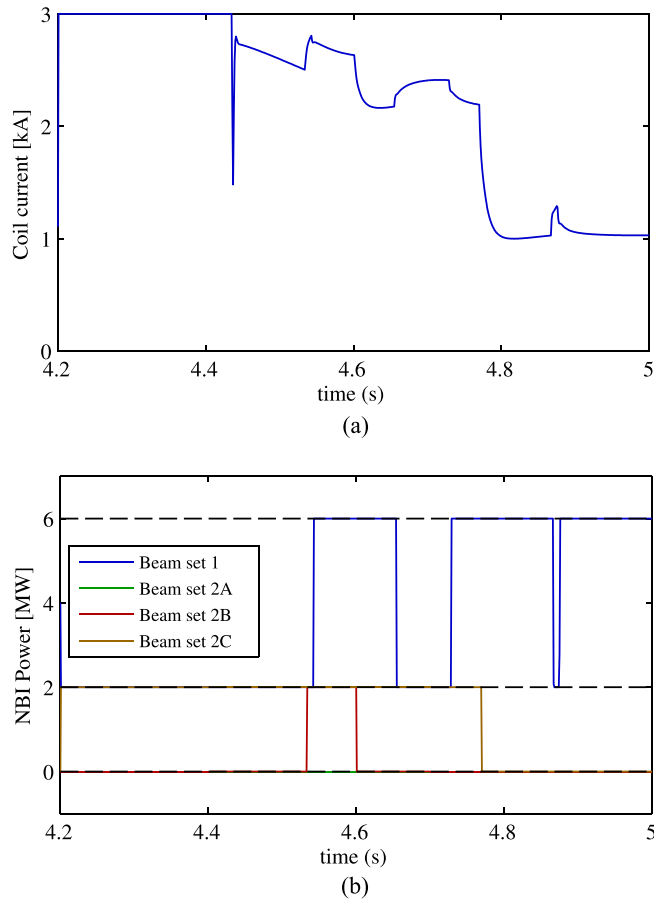 3
2
1
0
Coil current [kA]
4.2
4.4
4.6
4.8
5
time (s)
(a)
6
4
2
0
NBI Power [MW]
Beam set 1
Beam set 2A
Beam set 2B
Beam set 2C
4.2
4.4
4.6
4.8
5
time (s)
(b)